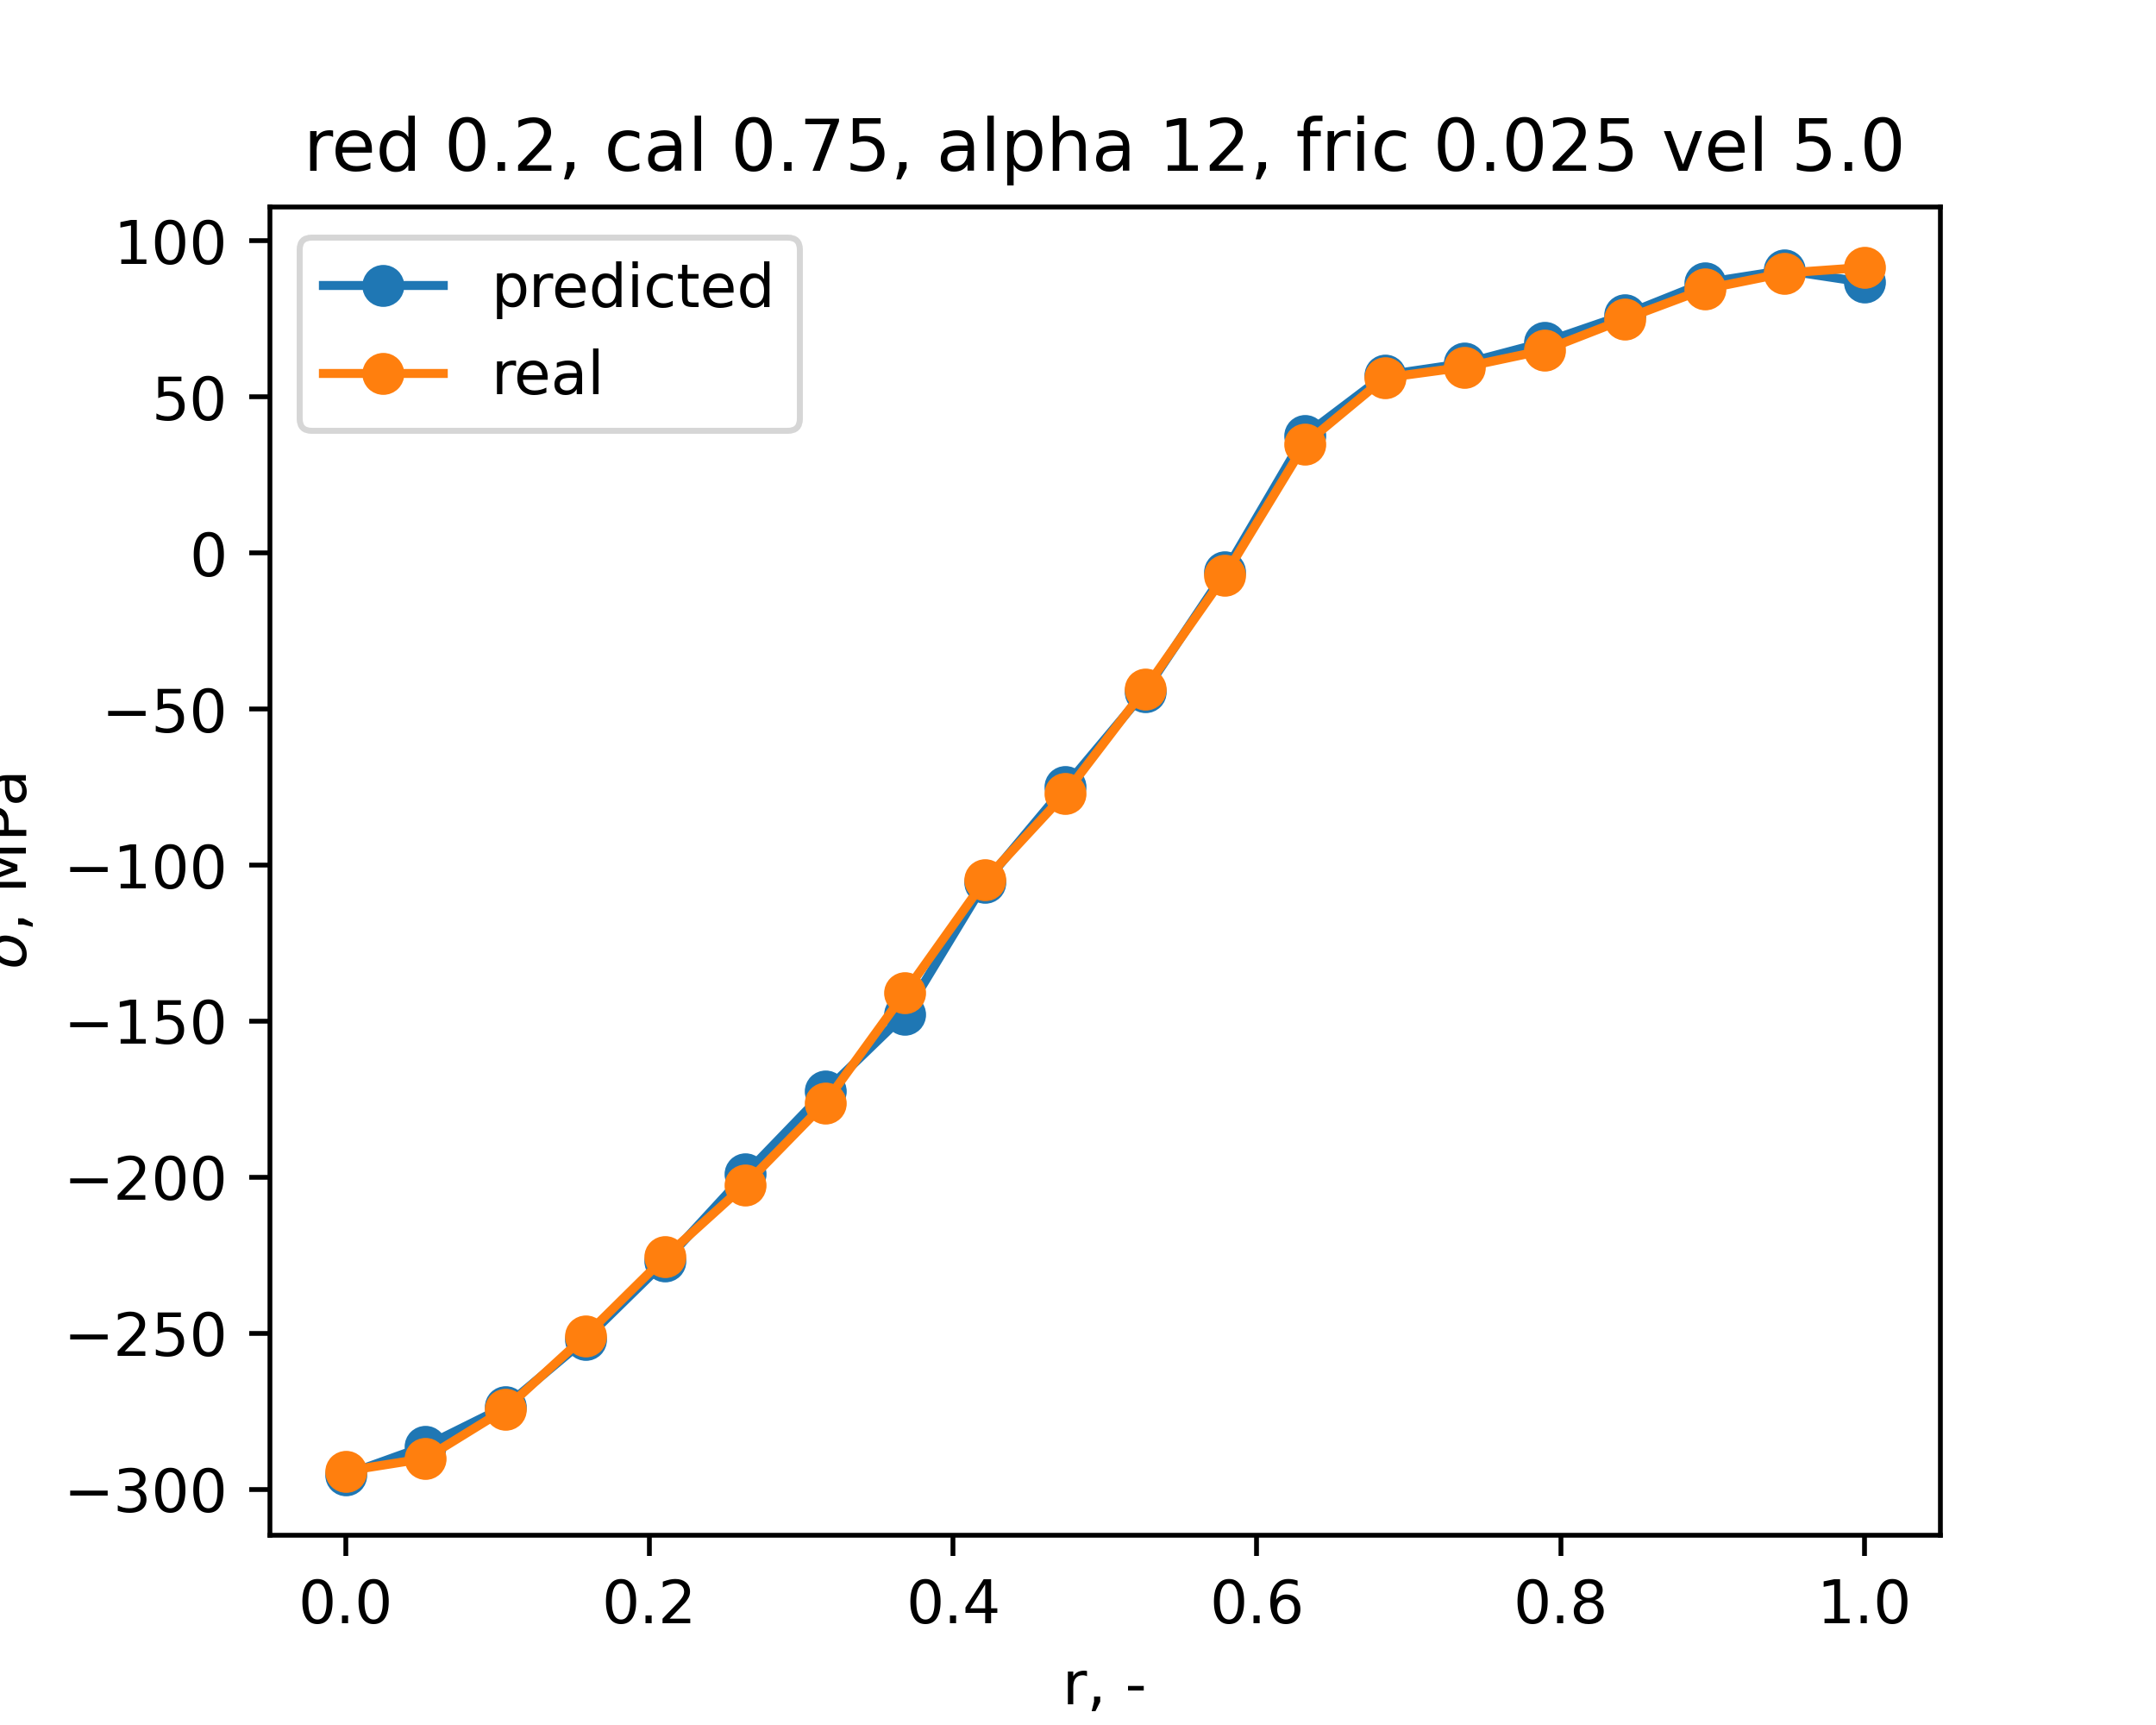 red 0.2, cal 0.75, alpha 12, fric 0.025 vel 5.0
predicted
real
100
50
0
−50
−100
−150
−200
−250
−300
σ, MPa
0.0 0.2 0.4 0.6 0.8 1.0
r, -